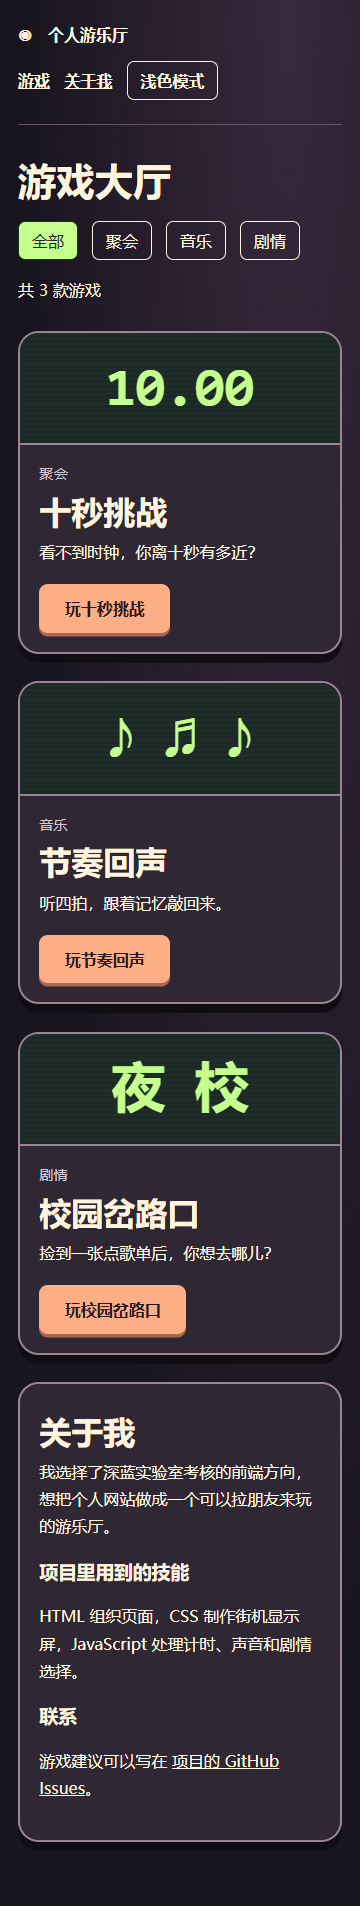 ◉ 个人游乐厅
游戏 关于我 浅色模式
游戏大厅
全部 聚会 音乐 剧情
共 3 款游戏
10.00
聚会
十秒挑战
看不到时钟，你离十秒有多近？
玩十秒挑战
♪ ♬ ♪
音乐
节奏回声
听四拍，跟着记忆敲回来。
玩节奏回声
夜 校
剧情
校园岔路口
捡到一张点歌单后，你想去哪儿？
玩校园岔路口
关于我
我选择了深蓝实验室考核的前端方向，
想把个人网站做成一个可以拉朋友来玩
的游乐厅。
项目里用到的技能
HTML 组织页面，CSS 制作街机显示
屏，JavaScript 处理计时、声音和剧情
选择。
联系
游戏建议可以写在 项目的 GitHub
Issues。